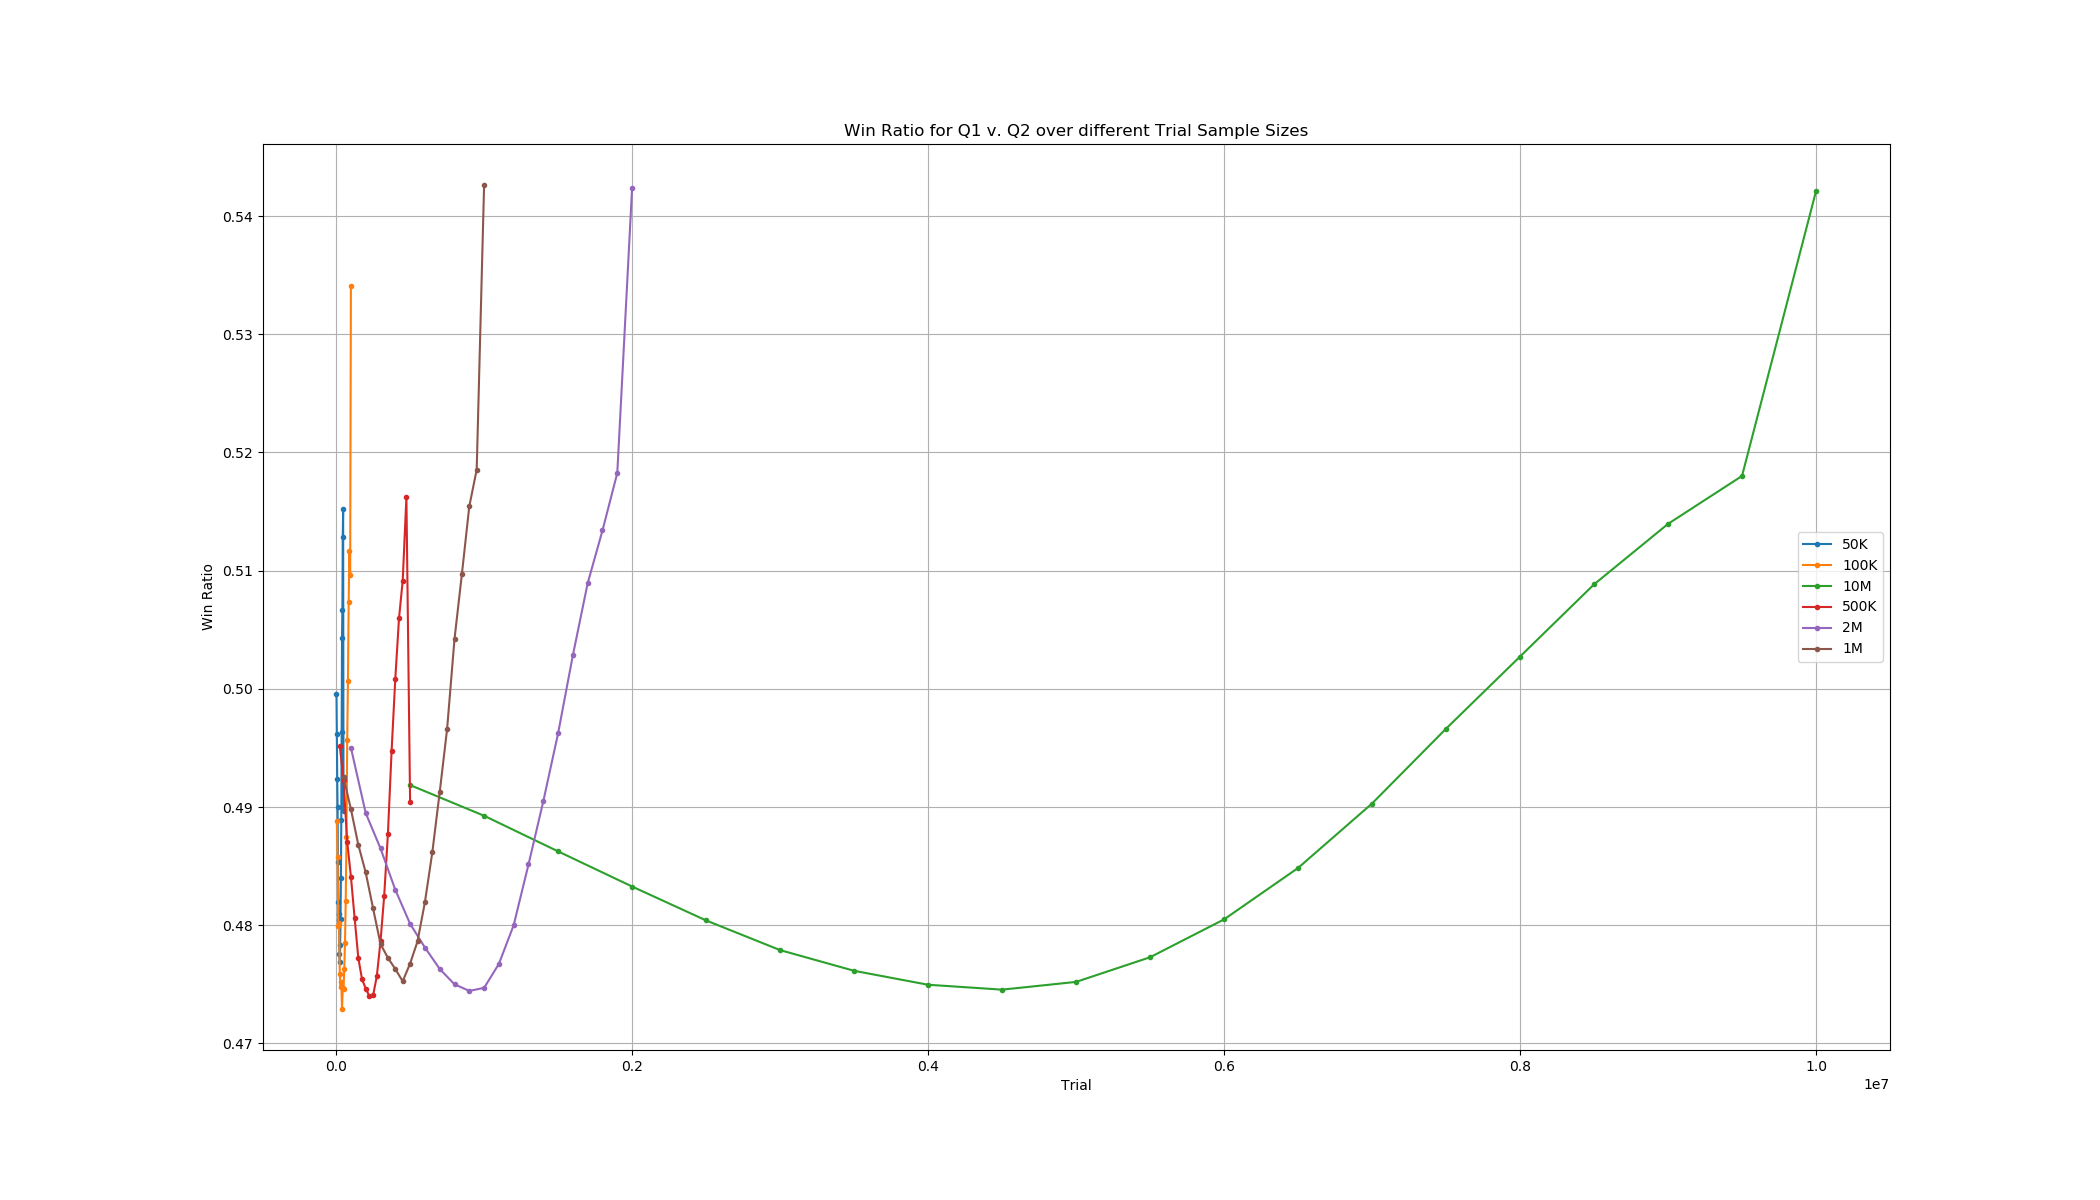 Win Ratio for Q1 v. Q2 over different Trial Sample Sizes
0.54
0.53
0.52
0.51
0.50
0.49
0.48
0.47
Win Ratio
50K
100K
10M
500K
2M
1M
0.0 0.2 0.4 0.6 0.8 1.0
Trial
1e7